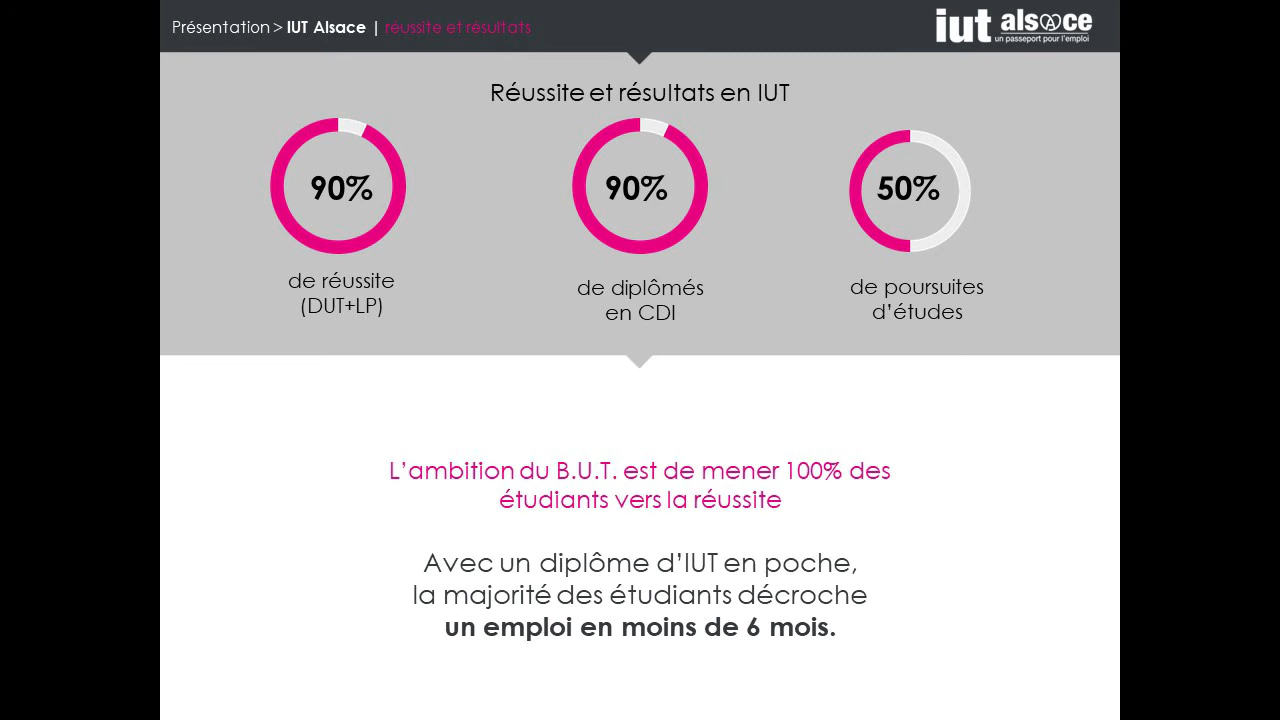 Présentation > IUT Alsace | réussite et résultats
iut alsace
un passeport pour l'emploi
Réussite et résultats en IUT
90%
90%
50%
de réussite
(DUT+LP)
de diplômés
en CDI
de poursuites
d'études
L'ambition du B.U.T. est de mener 100% des
étudiants vers la réussite
Avec un diplôme d'IUT en poche,
la majorité des étudiants décroche
un emploi en moins de 6 mois.